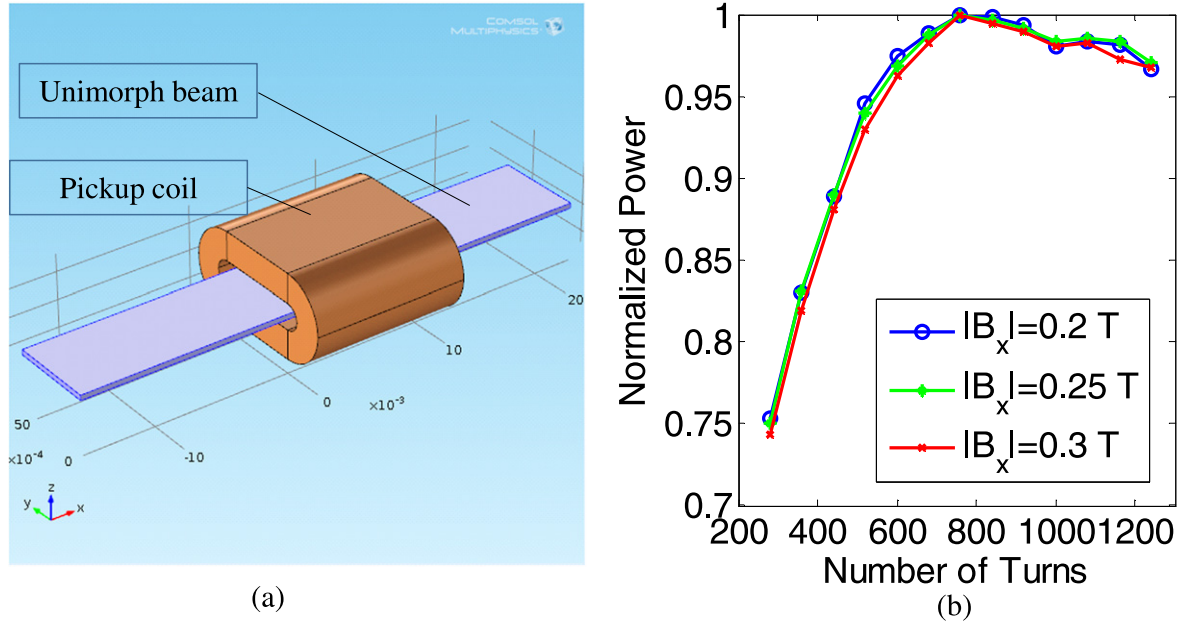 COMSOL
MULTIPHYSICS
Unimorph beam
Pickup coil
20
10
0
×10⁻³
50
×10⁻⁴
0
-10
z
y
x
(a)
1
0.95
0.9
0.85
0.8
0.75
0.7
Normalized Power
|Bₓ|=0.2 T
|Bₓ|=0.25 T
|Bₓ|=0.3 T
200 400 600 800 1000 1200
Number of Turns
(b)